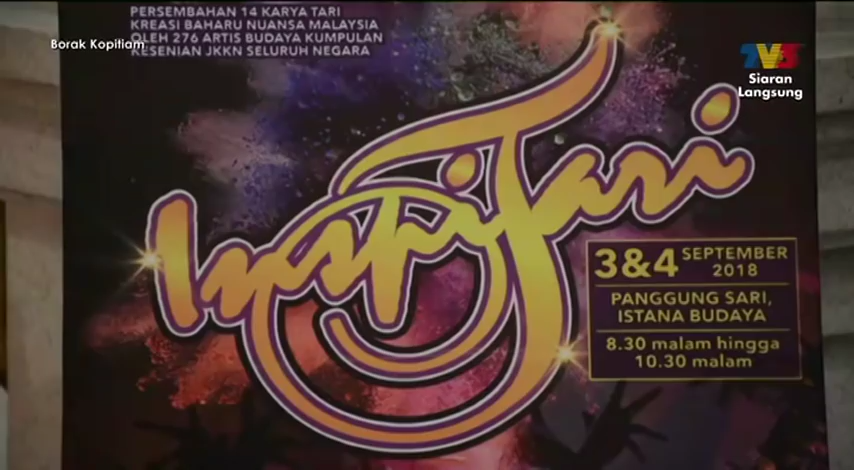 PERSEMBAHAN 14 KARYA TARI
KREASI BAHARU NUANSA MALAYSIA
OLEH 276 ARTIS BUDAYA KUMPULAN
KESENIAN JKKN SELURUH NEGARA
Borak Kopitiam
TV3
Siaran
Langsung
InspiTari
3&4 SEPTEMBER
2018
PANGGUNG SARI,
ISTANA BUDAYA
8.30 malam hingga
10.30 malam